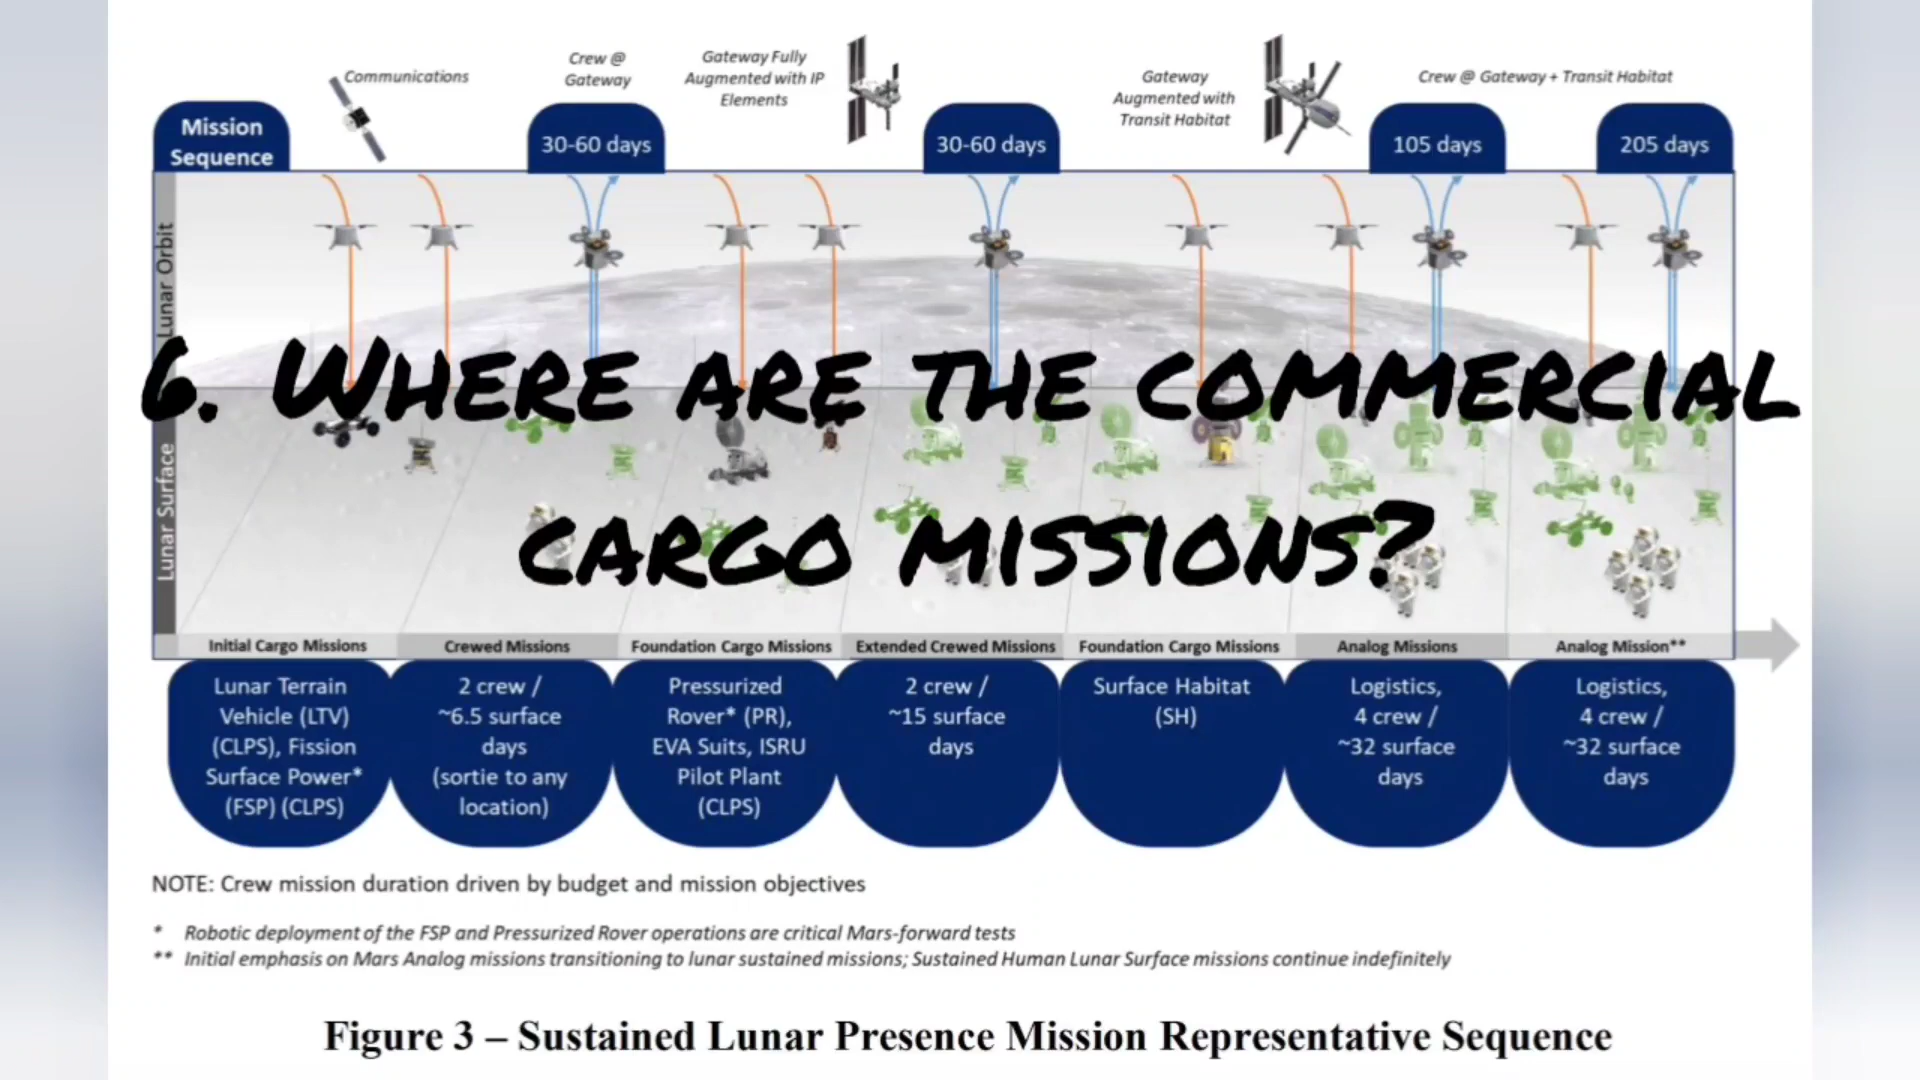 Communications
Crew @
Gateway
Gateway Fully
Augmented with IP
Elements
Gateway
Augmented with
Transit Habitat
Crew @ Gateway + Transit Habitat
Mission
Sequence
30-60 days
30-60 days
105 days
205 days
Lunar Orbit
6. WHERE ARE THE COMMERCIAL
CARGO MISSIONS?
Lunar Surface
Initial Cargo Missions
Crewed Missions
Foundation Cargo Missions
Extended Crewed Missions
Foundation Cargo Missions
Analog Missions
Analog Mission**
Lunar Terrain
Vehicle (LTV)
(CLPS), Fission
Surface Power*
(FSP) (CLPS)
2 crew /
~6.5 surface
days
(sortie to any
location)
Pressurized
Rover* (PR),
EVA Suits, ISRU
Pilot Plant
(CLPS)
2 crew /
~15 surface
days
Surface Habitat
(SH)
Logistics,
4 crew /
~32 surface
days
Logistics,
4 crew /
~32 surface
days
NOTE: Crew mission duration driven by budget and mission objectives
* Robotic deployment of the FSP and Pressurized Rover operations are critical Mars-forward tests
** Initial emphasis on Mars Analog missions transitioning to lunar sustained missions; Sustained Human Lunar Surface missions continue indefinitely
Figure 3 – Sustained Lunar Presence Mission Representative Sequence